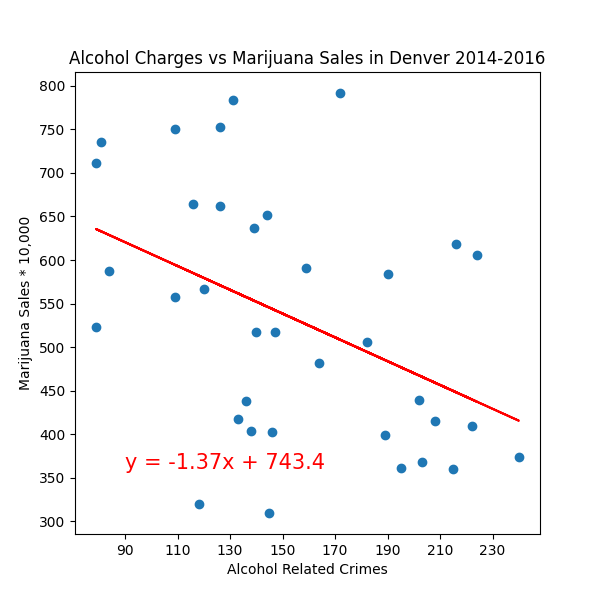 Alcohol Charges vs Marijuana Sales in Denver 2014-2016
800
750
700
650
600
550
500
450
400
350
300
Marijuana Sales * 10,000
y = -1.37x + 743.4
90 110 130 150 170 190 210 230
Alcohol Related Crimes